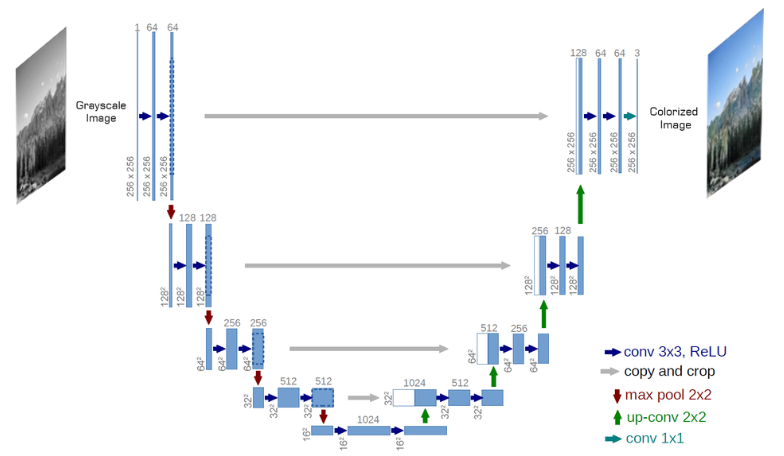 1 64 64
128 64 64 3
Grayscale
Image
Colorized
Image
256 x 256
256 x 256
256 x 256
256 x 256
256 x 256
256 x 256
256 x 256
128 128
256 128
128²
128²
128²
128²
128²
128²
256 256
512 256
64²
64²
64²
64²
64²
64²
512 512
1024 512
32²
32²
32²
32²
32²
32²
1024
16²
16²
16²
conv 3x3, ReLU
copy and crop
max pool 2x2
up-conv 2x2
conv 1x1